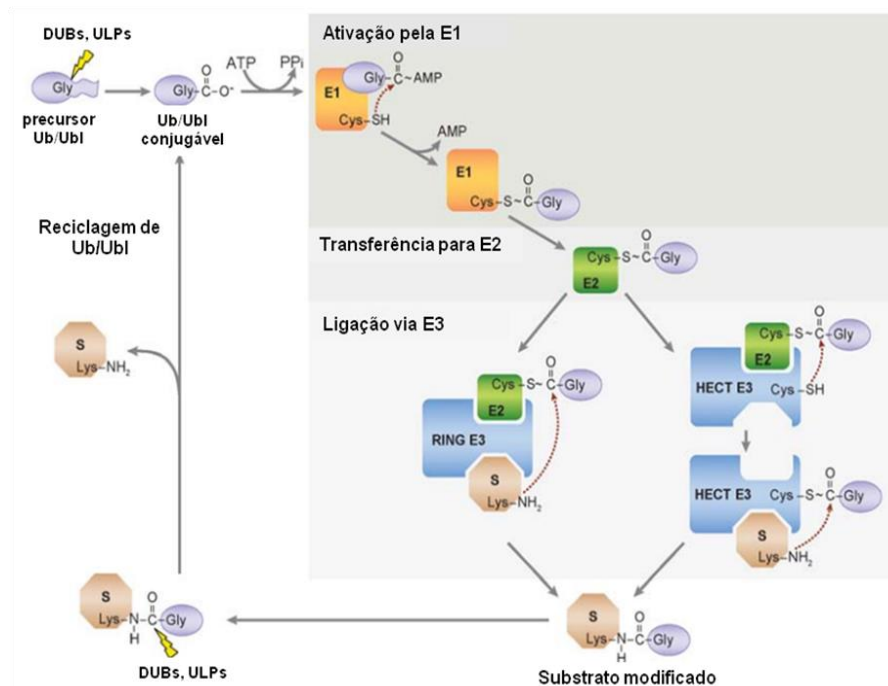 DUBs, ULPs
Gly
precursor
Ub/Ubl
Gly
C
O
O⁻
Ub/Ubl
conjugável
ATP
PPi
Ativação pela E1
E1
Gly
C
O
~AMP
Cys
SH
AMP
E1
Cys
S~C
O
Gly
Transferência para E2
Cys
S~C
O
Gly
E2
Ligação via E3
Cys
S~C
O
Gly
E2
RING E3
S
Lys
NH₂
Cys
S~C
O
Gly
E2
HECT E3
Cys
SH
HECT E3
Cys
S~C
O
Gly
S
Lys
NH₂
Reciclagem de
Ub/Ubl
S
Lys
NH₂
S
Lys
N
H
C
O
Gly
DUBs, ULPs
S
Lys
N
H
C
O
Gly
Substrato modificado